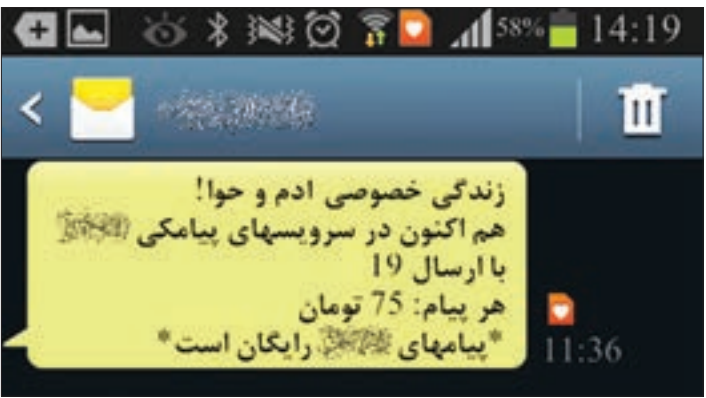 58% 14:19
زندگی خصوصی ادم و حوا!
هم اکنون در سرویسهای پیامکی
با ارسال 19
هر پیام: 75 تومان
*پیامهای رایگان است*
11:36